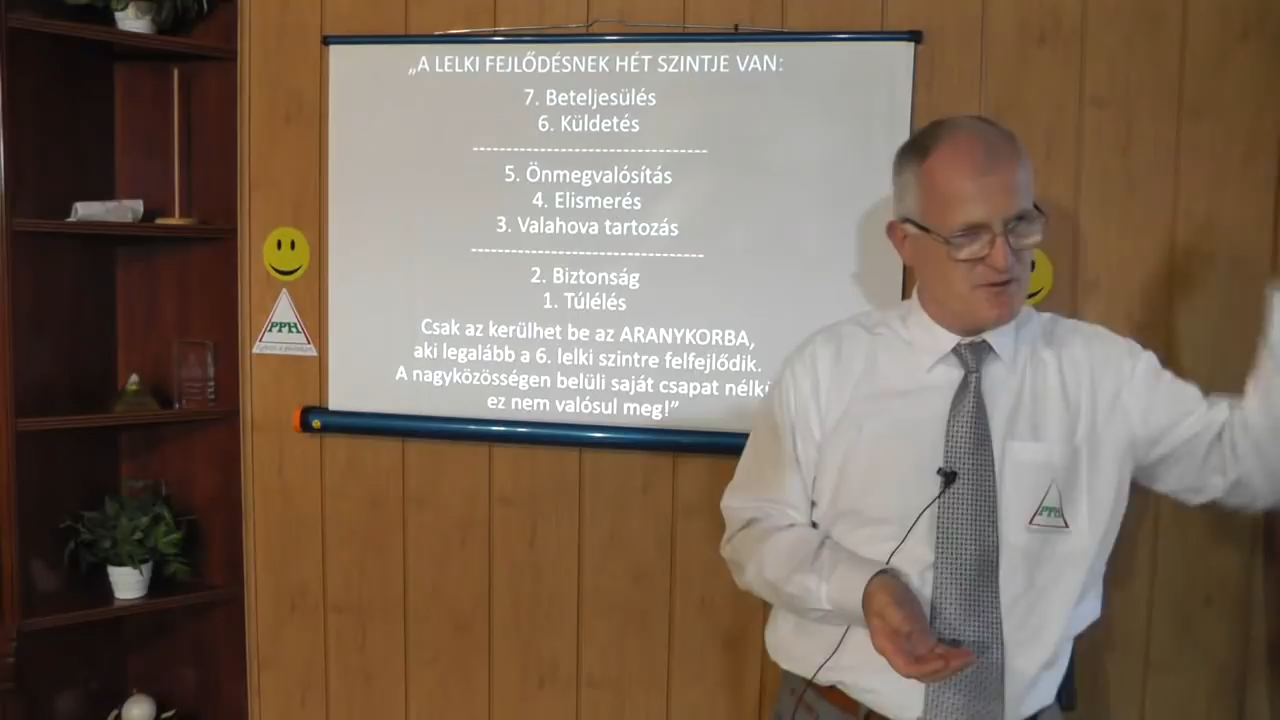 „A LELKI FEJLŐDÉSNEK HÉT SZINTJE VAN:
7. Beteljesülés
6. Küldetés
-----------------------------------
5. Önmegvalósítás
4. Elismerés
3. Valahova tartozás
-----------------------------------
2. Biztonság
1. Túlélés
Csak az kerülhet be az ARANYKORBA,
aki legalább a 6. lelki szintre felfejlődik.
A nagyközösségen belüli saját csapat
ez nem valósul meg!”
PPH
PPH